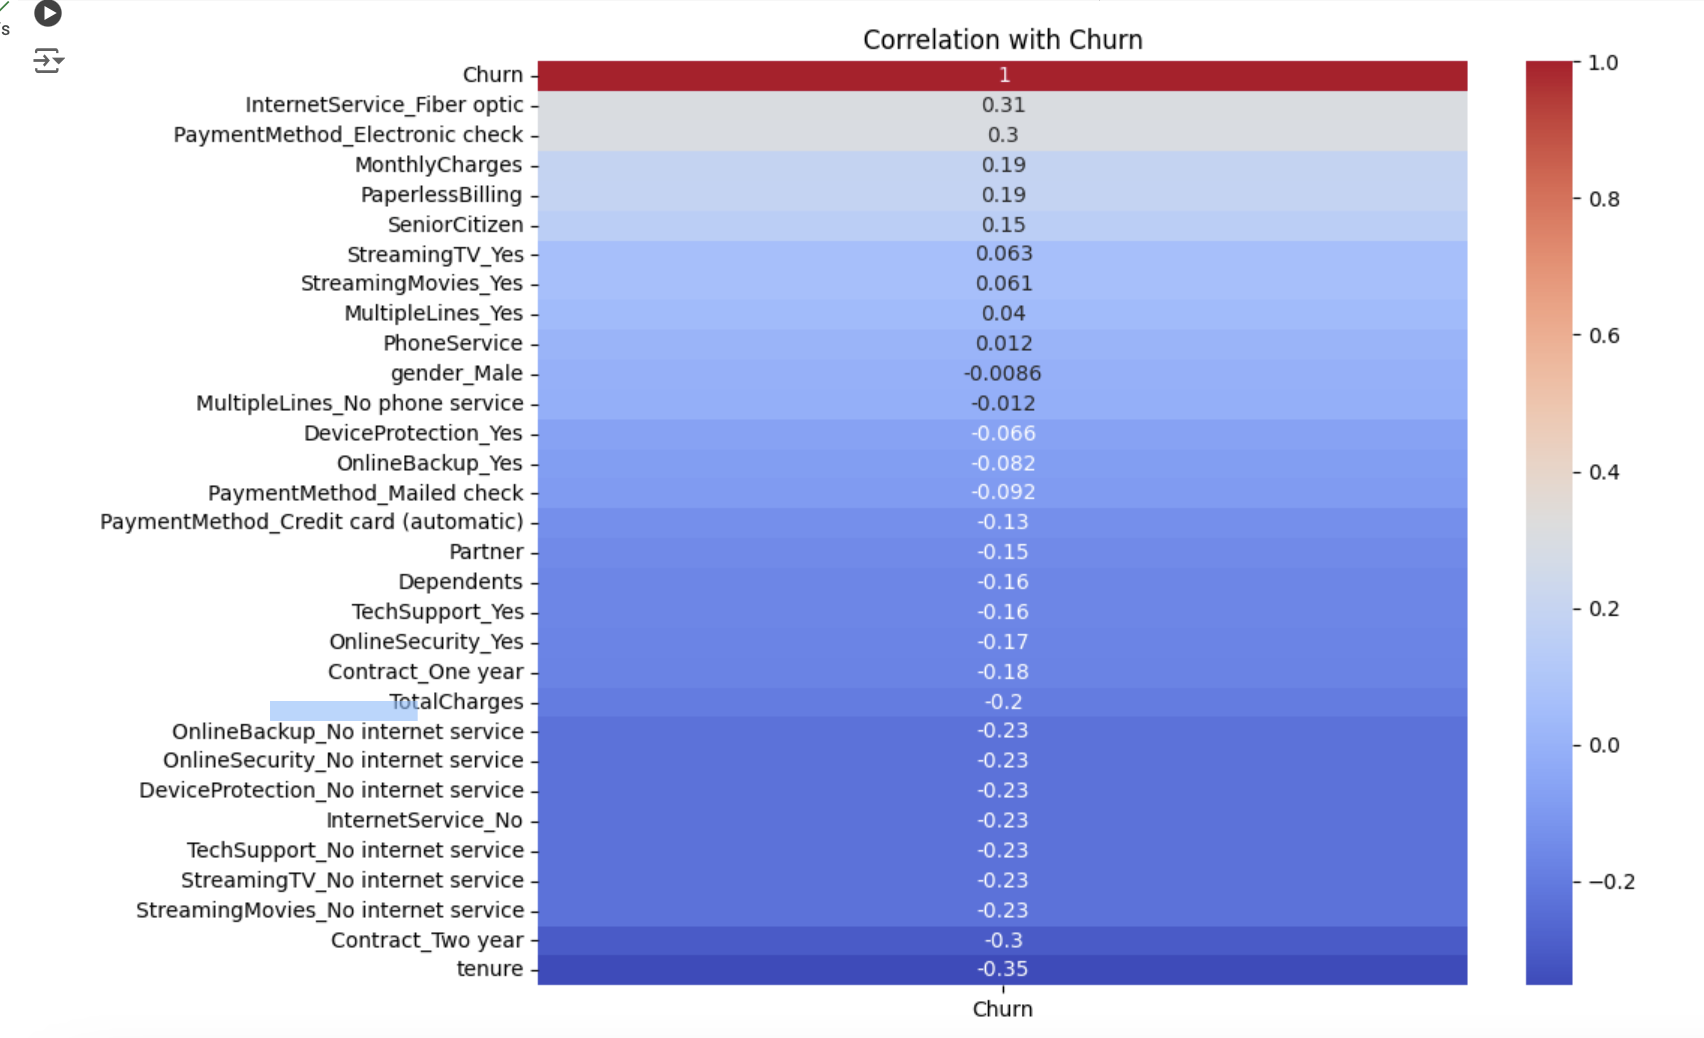 s
Correlation with Churn
Churn 1
InternetService_Fiber optic 0.31
PaymentMethod_Electronic check 0.3
MonthlyCharges 0.19
PaperlessBilling 0.19
SeniorCitizen 0.15
StreamingTV_Yes 0.063
StreamingMovies_Yes 0.061
MultipleLines_Yes 0.04
PhoneService 0.012
gender_Male -0.0086
MultipleLines_No phone service -0.012
DeviceProtection_Yes -0.066
OnlineBackup_Yes -0.082
PaymentMethod_Mailed check -0.092
PaymentMethod_Credit card (automatic) -0.13
Partner -0.15
Dependents -0.16
TechSupport_Yes -0.16
OnlineSecurity_Yes -0.17
Contract_One year -0.18
TotalCharges -0.2
OnlineBackup_No internet service -0.23
OnlineSecurity_No internet service -0.23
DeviceProtection_No internet service -0.23
InternetService_No -0.23
TechSupport_No internet service -0.23
StreamingTV_No internet service -0.23
StreamingMovies_No internet service -0.23
Contract_Two year -0.3
tenure -0.35
Churn
1.0
0.8
0.6
0.4
0.2
0.0
−0.2